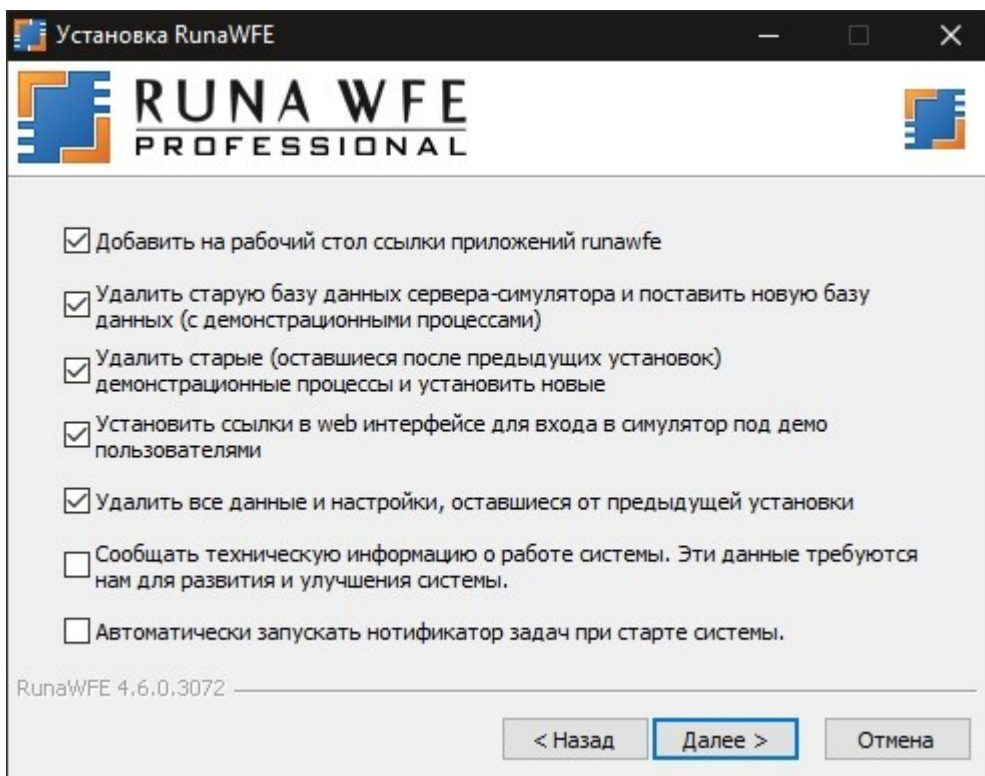 Установка RunaWFE
RUNA WFE
PROFESSIONAL
Добавить на рабочий стол ссылки приложений runawfe
Удалить старую базу данных сервера-симулятора и поставить новую базу
данных (с демонстрационными процессами)
Удалить старые (оставшиеся после предыдущих установок)
демонстрационные процессы и установить новые
Установить ссылки в web интерфейсе для входа в симулятор под демо
пользователями
Удалить все данные и настройки, оставшиеся от предыдущей установки
Сообщать техническую информацию о работе системы. Эти данные требуются
нам для развития и улучшения системы.
Автоматически запускать нотификатор задач при старте системы.
RunaWFE 4.6.0.3072
< Назад
Далее >
Отмена